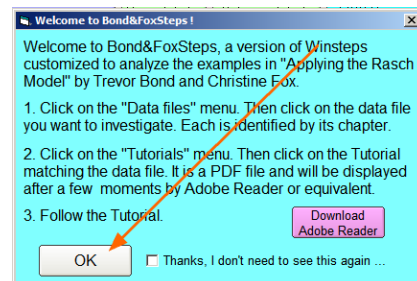 Welcome to Bond&FoxSteps !
Welcome to Bond&FoxSteps, a version of Winsteps
customized to analyze the examples in "Applying the Rasch
Model" by Trevor Bond and Christine Fox.
1. Click on the "Data files" menu. Then click on the data file
you want to investigate. Each is identified by its chapter.
2. Click on the "Tutorials" menu. Then click on the Tutorial
matching the data file. It is a PDF file and will be displayed
after a few moments by Adobe Reader or equivalent.
3. Follow the Tutorial.
Download
Adobe Reader
OK
Thanks, I don't need to see this again ...